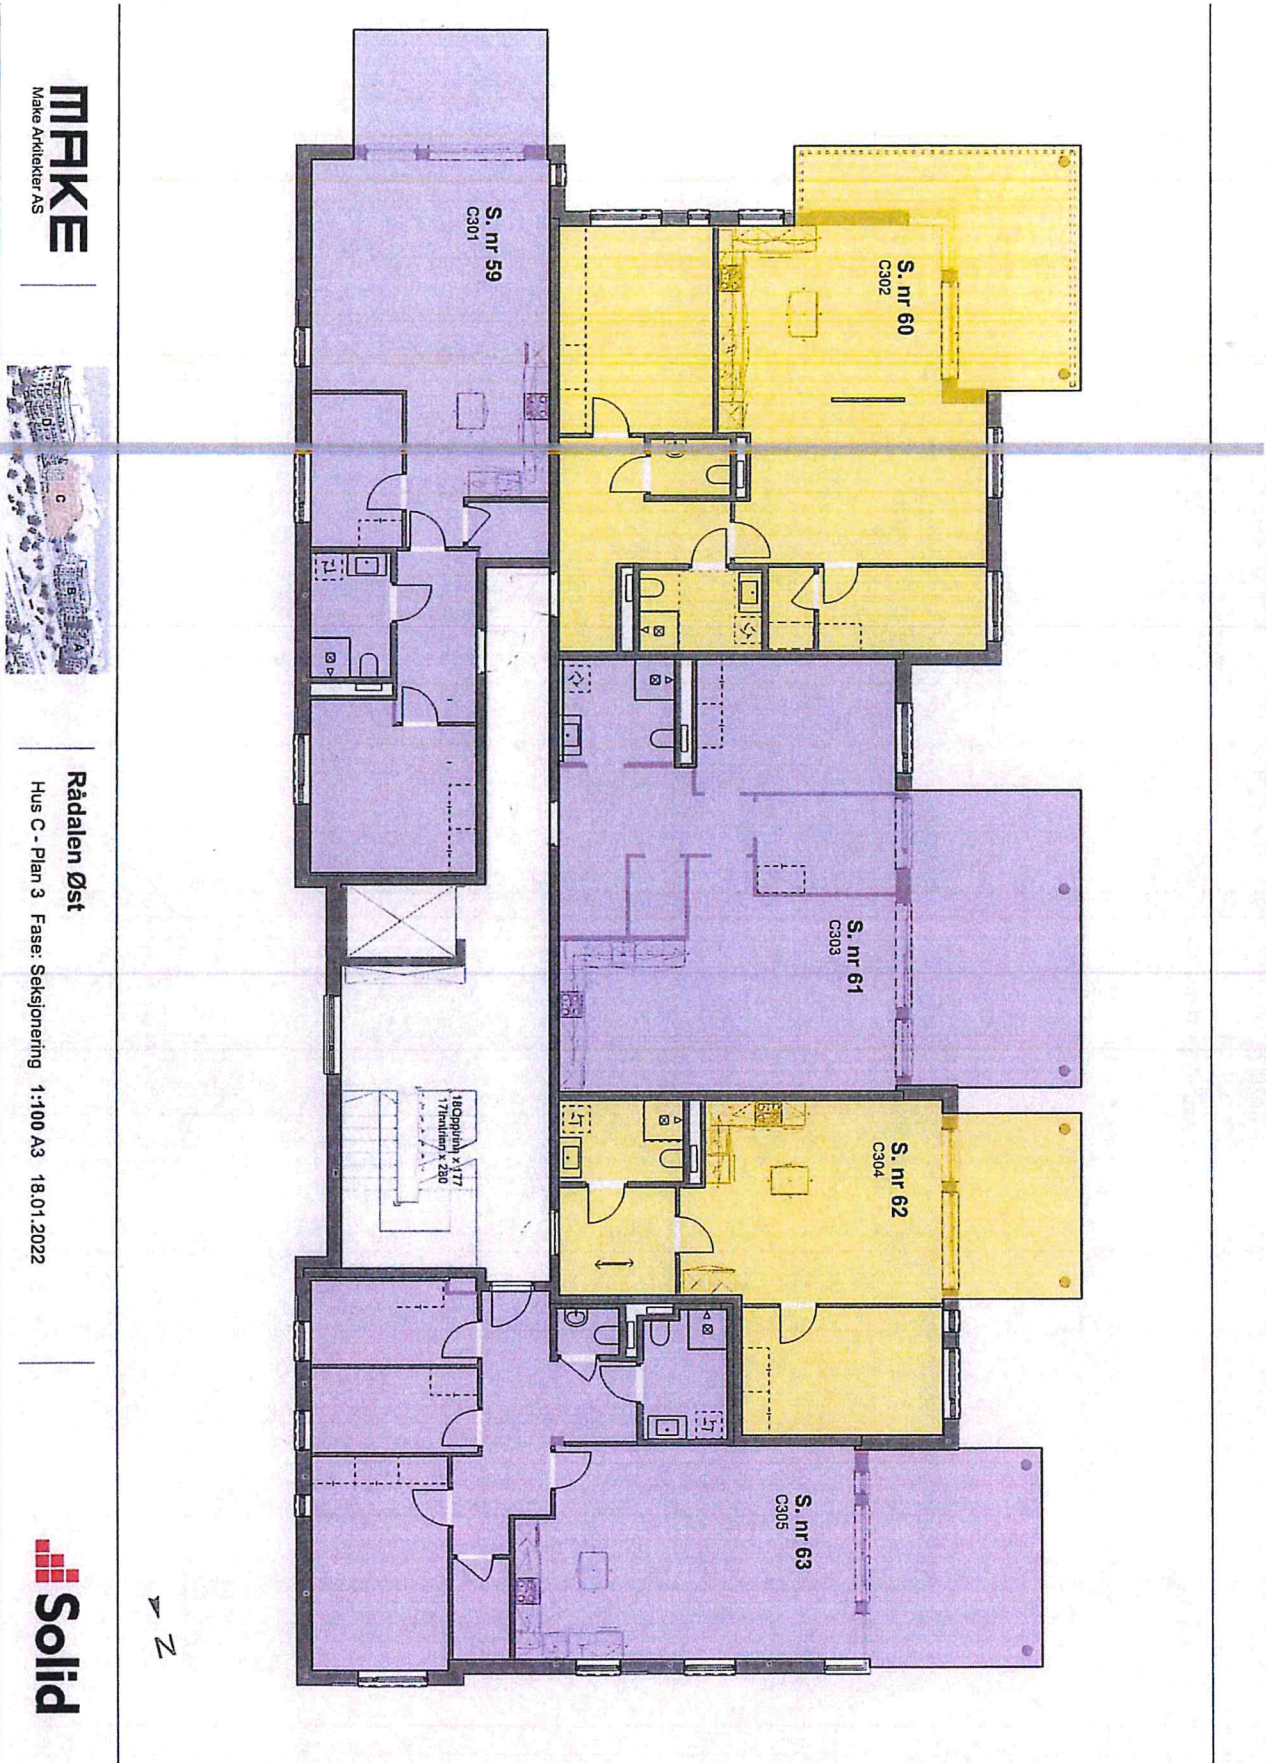 S. nr 60
C302
S. nr 59
C301
S. nr 61
C303
S. nr 62
C304
S. nr 63
C305
18Opptrinn x 177
17Inntrinn x 280
N
MAKE
Make Arkitekter AS
D
C
B
A
Rådalen Øst
Hus C - Plan 3 Fase: Seksjonering 1:100 A3 18.01.2022
Solid